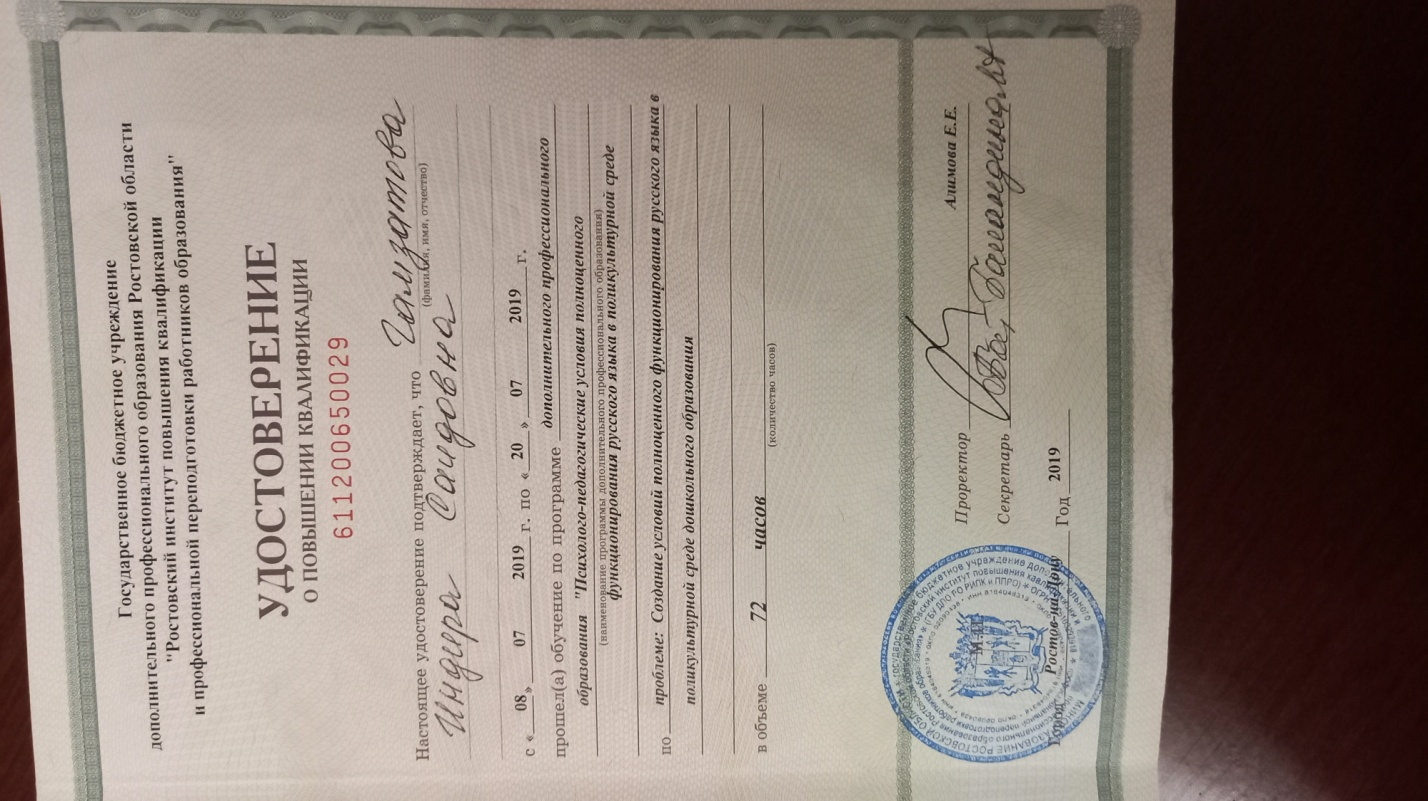 Государственное бюджетное учреждение
дополнительного профессионального образования Ростовской области
"Ростовский институт повышения квалификации
и профессиональной переподготовки работников образования"
УДОСТОВЕРЕНИЕ
О ПОВЫШЕНИИ КВАЛИФИКАЦИИ
611200650029
Настоящее удостоверение подтверждает, что Гамзатова
(фамилия, имя, отчество)
Индира Саидовна
с « 08 » 07 2019 г. по « 20 » 07 2019 г.
прошел(а) обучение по программе дополнительного профессионального
образования "Психолого-педагогические условия полноценного
(наименование программы дополнительного профессионального образования)
функционирования русского языка в поликультурной среде
по проблеме: Создание условий полноценного функционирования русского языка в
поликультурной среде дошкольного образования
в объеме 72 часов
(количество часов)
Проректор Алимова Е.Е.
Секретарь
М.П.
Город Ростов-на-Дону Год 2019